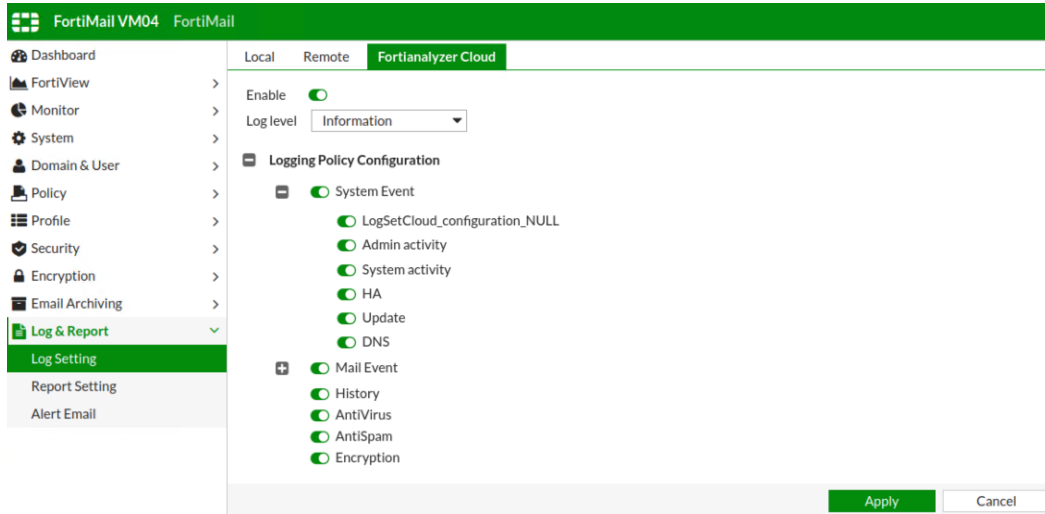 FortiMail VM04 FortiMail
Dashboard
FortiView
Monitor
System
Domain & User
Policy
Profile
Security
Encryption
Email Archiving
Log & Report
Log Setting
Report Setting
Alert Email
Local Remote Fortianalyzer Cloud
Enable
Log level Information
Logging Policy Configuration
System Event
LogSetCloud_configuration_NULL
Admin activity
System activity
HA
Update
DNS
Mail Event
History
AntiVirus
AntiSpam
Encryption
Apply Cancel